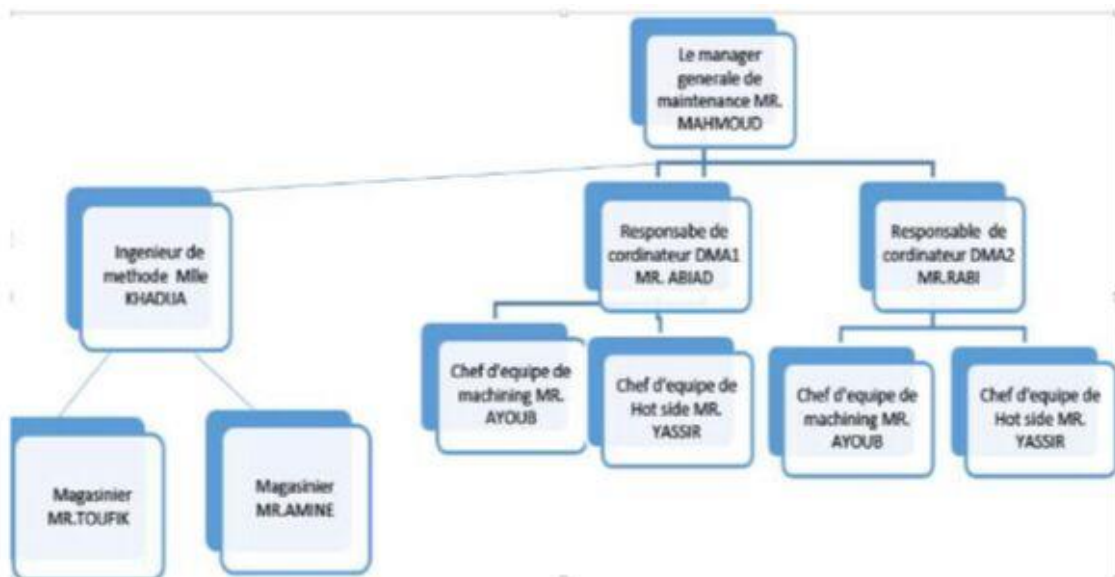 Le manager
generale de
maintenance MR.
MAHMOUD
Ingenieur de
methode Mlle
KHADIJA
Responsabe de
cordinateur DMA1
MR. ABIAD
Responsable de
cordinateur DMA2
MR.RABI
Chef d'equipe de
machining MR.
AYOUB
Chef d'equipe de
Hot side MR.
YASSIR
Chef d'equipe de
machining MR.
AYOUB
Chef d'equipe de
Hot side MR.
YASSIR
Magasinier
MR.TOUFIK
Magasinier
MR.AMINE